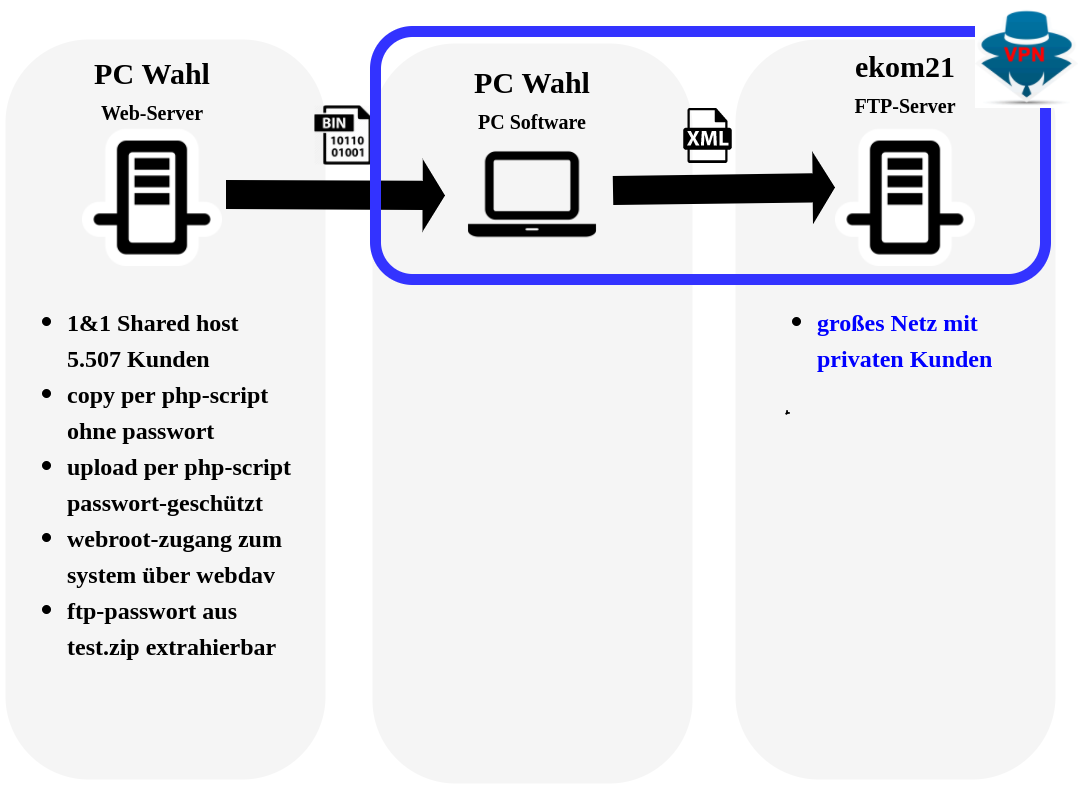 PC Wahl
Web-Server
BIN
10110
01001
PC Wahl
PC Software
XML
ekom21
FTP-Server
VPN
1&1 Shared host
5.507 Kunden
copy per php-script
ohne passwort
upload per php-script
passwort-geschützt
webroot-zugang zum
system über webdav
ftp-passwort aus
test.zip extrahierbar
großes Netz mit
privaten Kunden